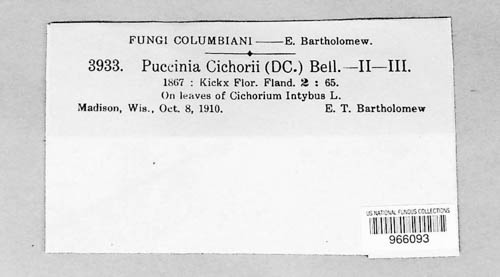 FUNGI COLUMBIANI—E. Bartholomew.
3933. Puccinia Cichorii (DC.) Bell.—II—III.
1867 : Kickx Flor. Fland. 2 : 65.
On leaves of Cichorium Intybus L.
Madison, Wis., Oct. 8, 1910. E. T. Bartholomew
US NATIONAL FUNGUS COLLECTIONS
966093